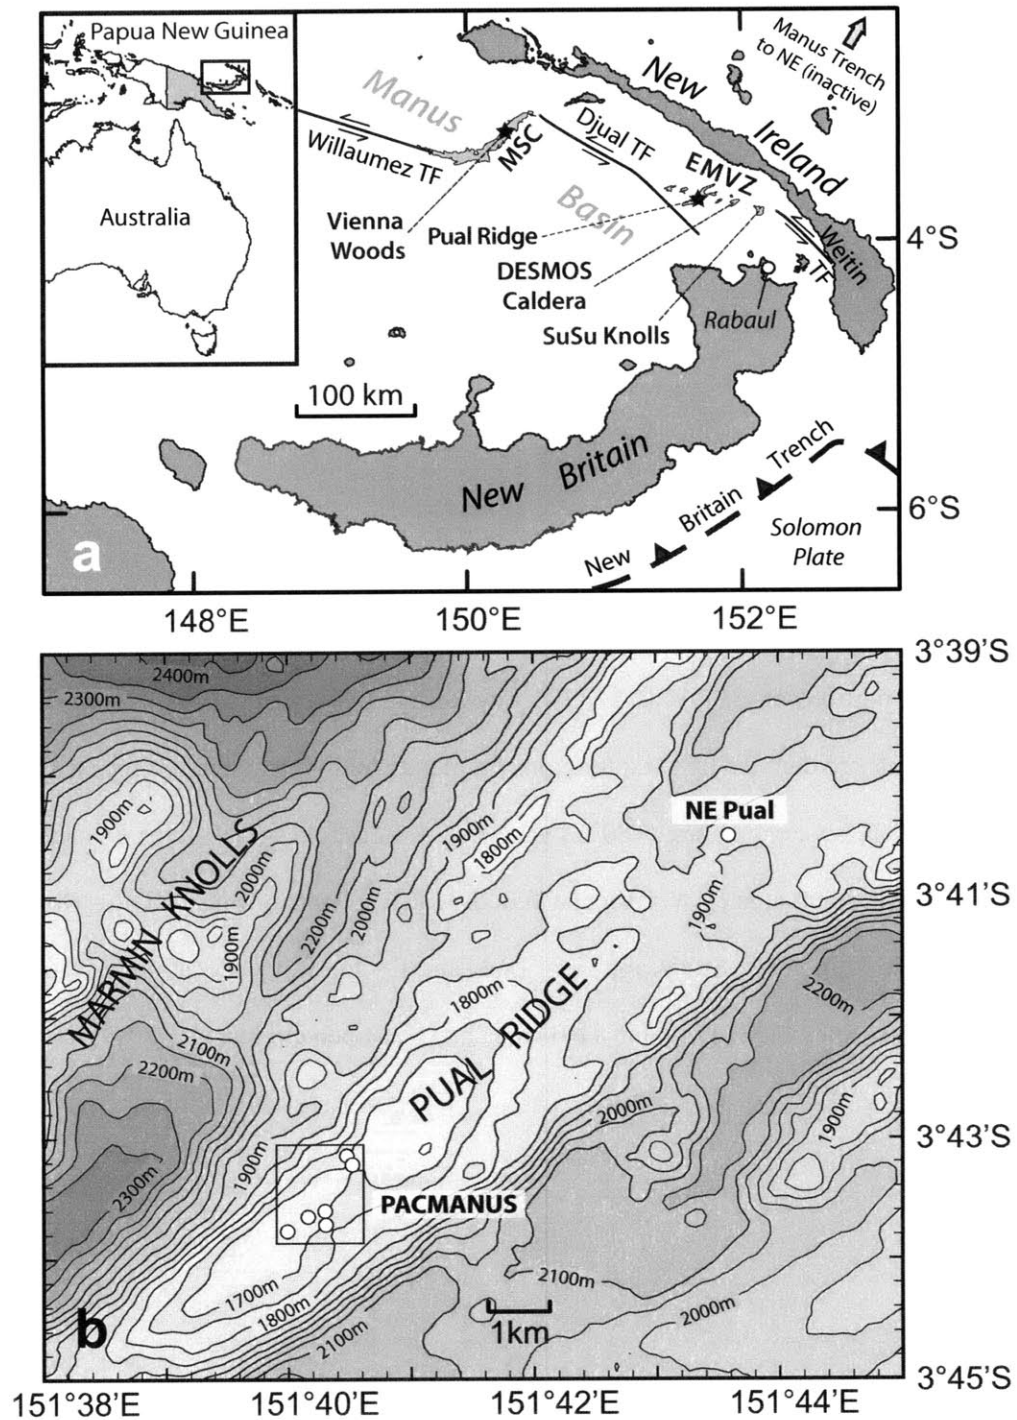 Papua New Guinea
Australia
Manus Trench
to NE (inactive)
Manus
Basin
New
Ireland
Willaumez TF
MSC
Djual TF
EMVZ
Weitin
TF
Vienna
Woods
Pual Ridge
DESMOS
Caldera
SuSu Knolls
Rabaul
4°S
100 km
New
Britain
New
Britain
Trench
6°S
Solomon
Plate
a
148°E
150°E
152°E
3°39'S
2400m
2300m
1900m
NE Pual
1900m
1800m
MARMIN
KNOLLS
2000m
3°41'S
1900m
2200m
2000m
1900m
2200m
1800m
PUAL
RIDGE
2100m
2200m
2000m
1900m
3°43'S
2300m
1900m
PACMANUS
1700m
1800m
2100m
2100m
2000m
1km
b
3°45'S
151°38'E
151°40'E
151°42'E
151°44'E